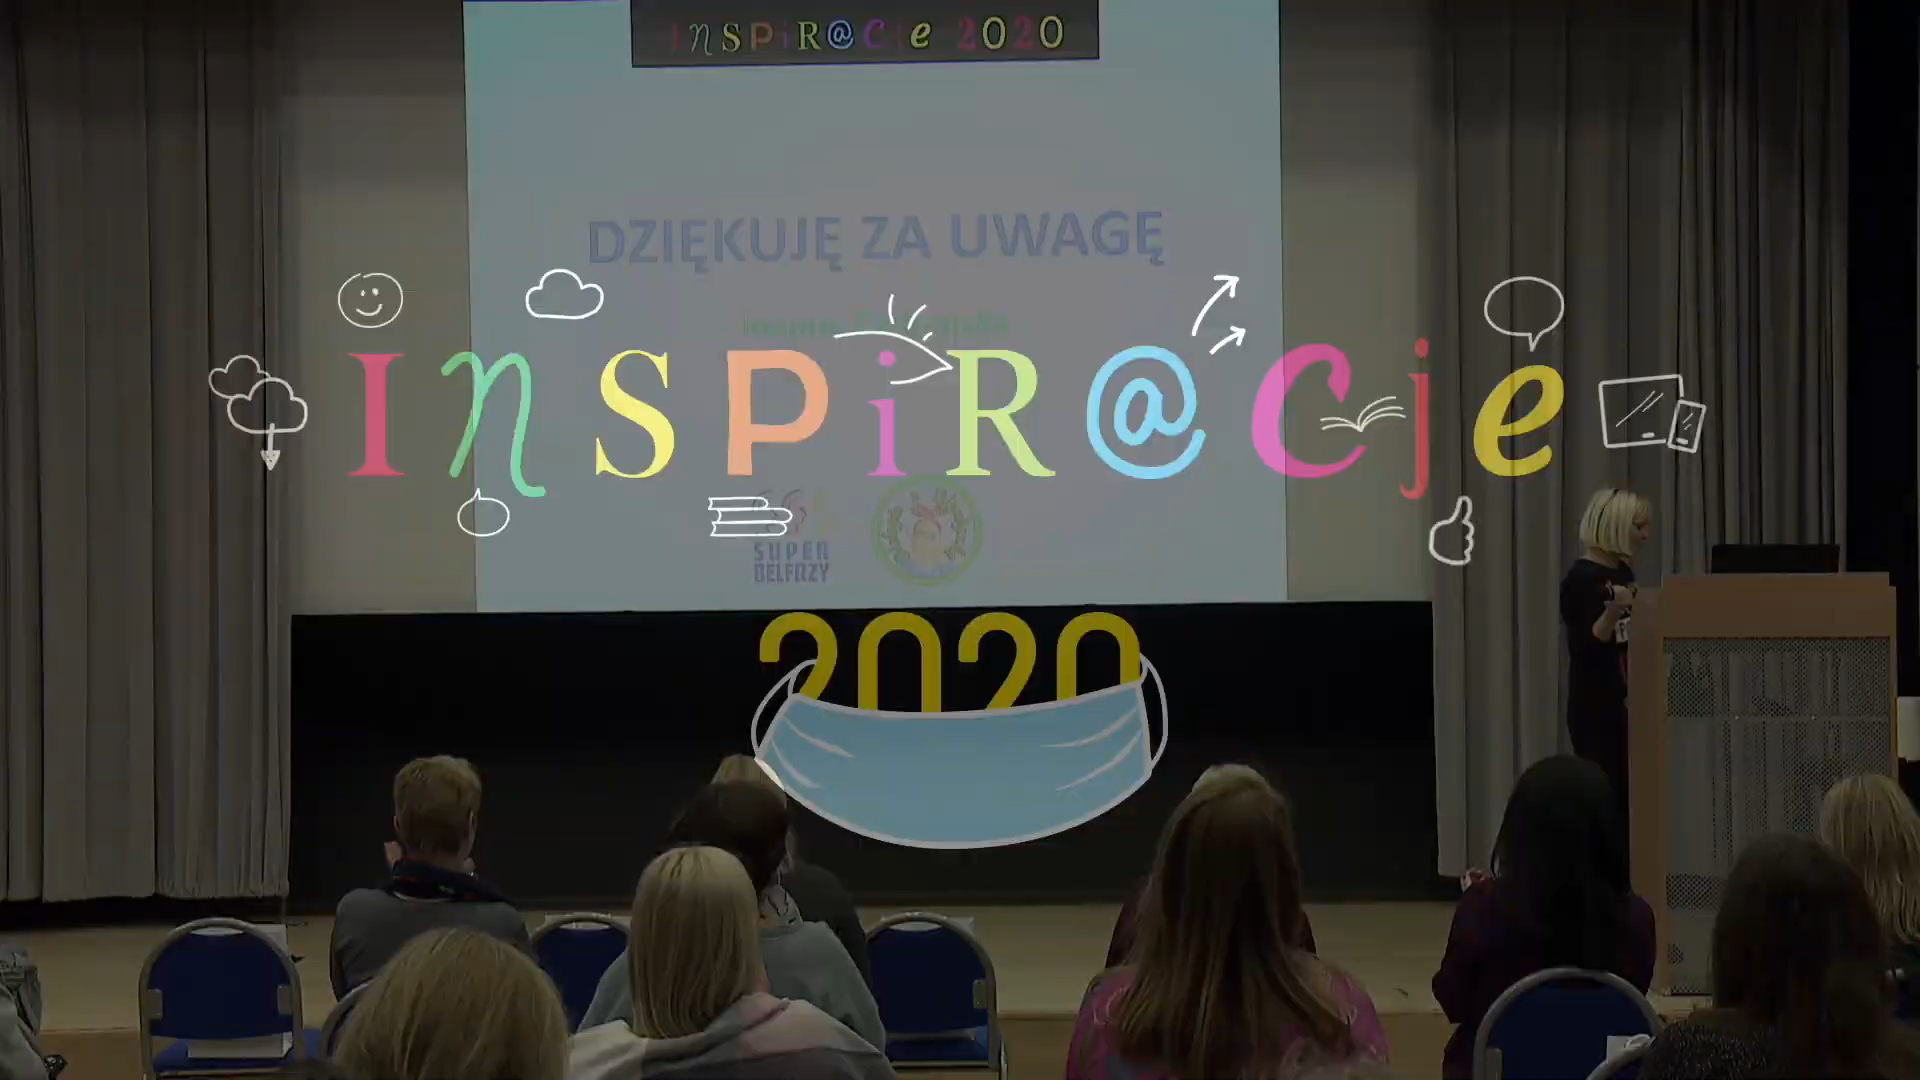 InSPiR@Cje 2020
DZIĘKUJĘ ZA UWAGĘ
InSPiR@Cje
SUPER
BELFRZY
2020